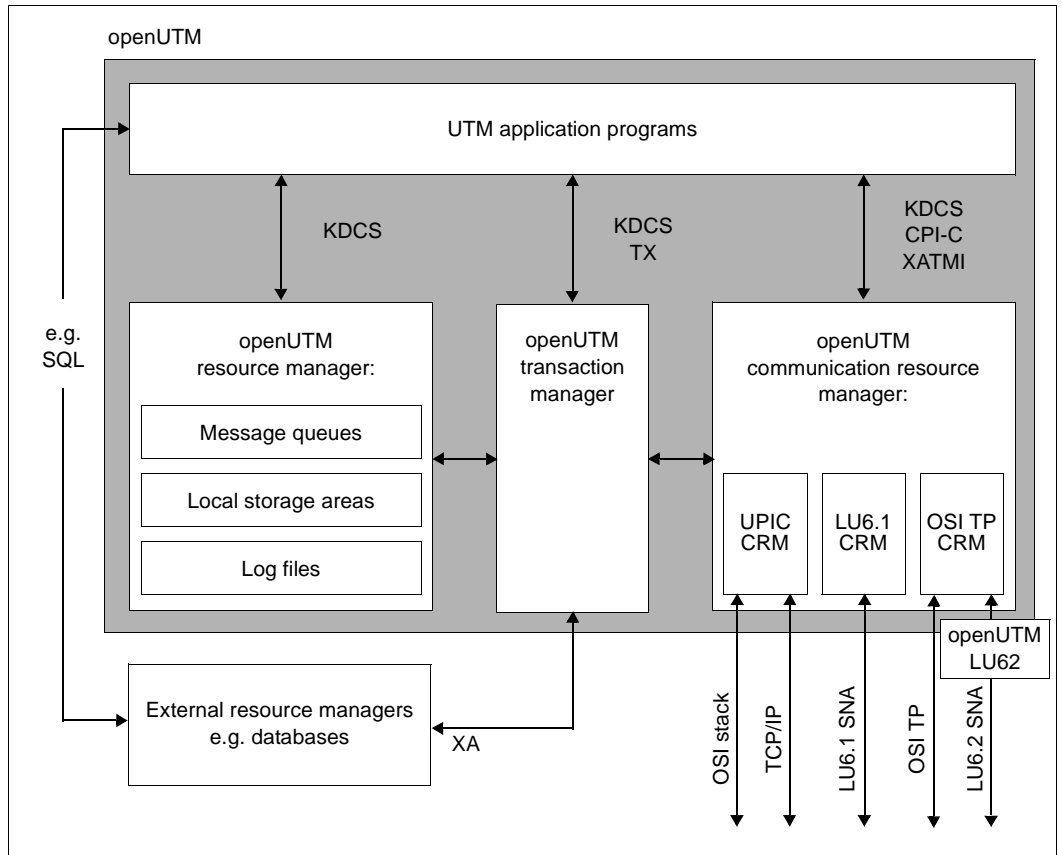 openUTM
UTM application programs
KDCS
KDCS
TX
KDCS
CPI-C
XATMI
e.g.
SQL
openUTM
resource manager:
Message queues
Local storage areas
Log files
openUTM
transaction
manager
openUTM
communication resource
manager:
UPIC
CRM
LU6.1
CRM
OSI TP
CRM
openUTM
LU62
External resource managers
e.g. databases
XA
OSI stack
TCP/IP
LU6.1 SNA
OSI TP
LU6.2 SNA